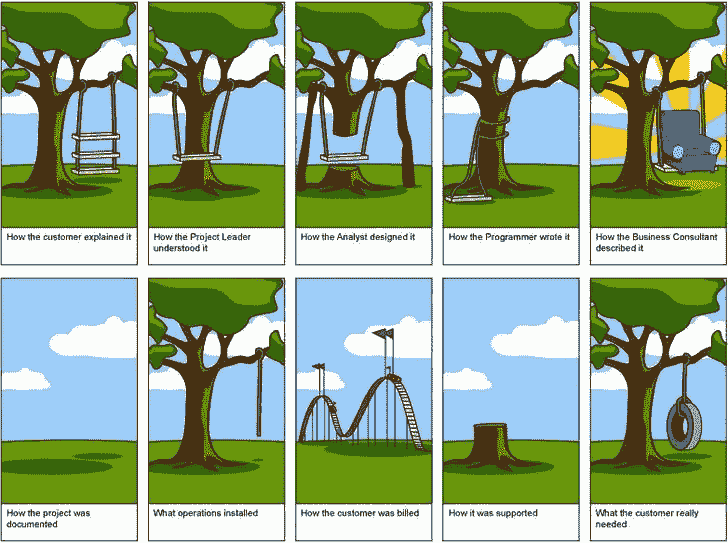 How the customer explained it
How the Project Leader
understood it
How the Analyst designed it
How the Programmer wrote it
How the Business Consultant
described it
How the project was
documented
What operations installed
How the customer was billed
How it was supported
What the customer really
needed